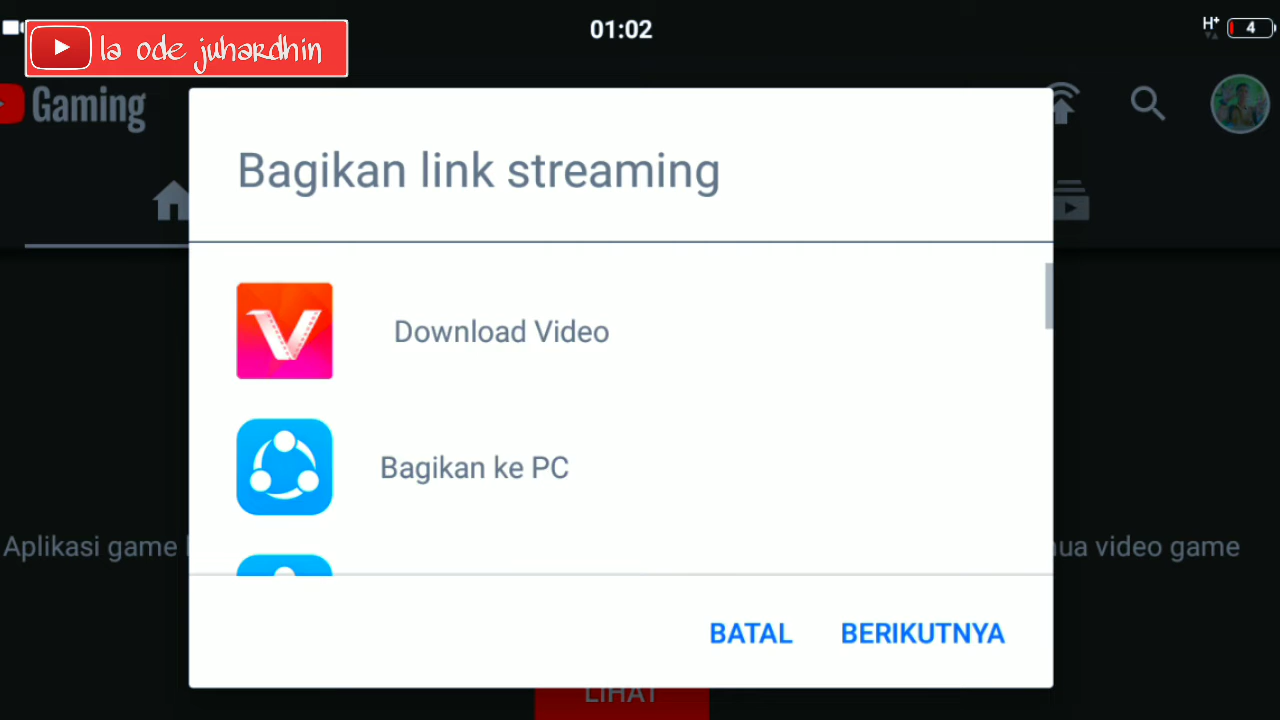 la ode juhardhin
01:02
H+
4
Gaming
Bagikan link streaming
Download Video
Bagikan ke PC
Aplikasi game
video game
BATAL
BERIKUTNYA
LIHAT